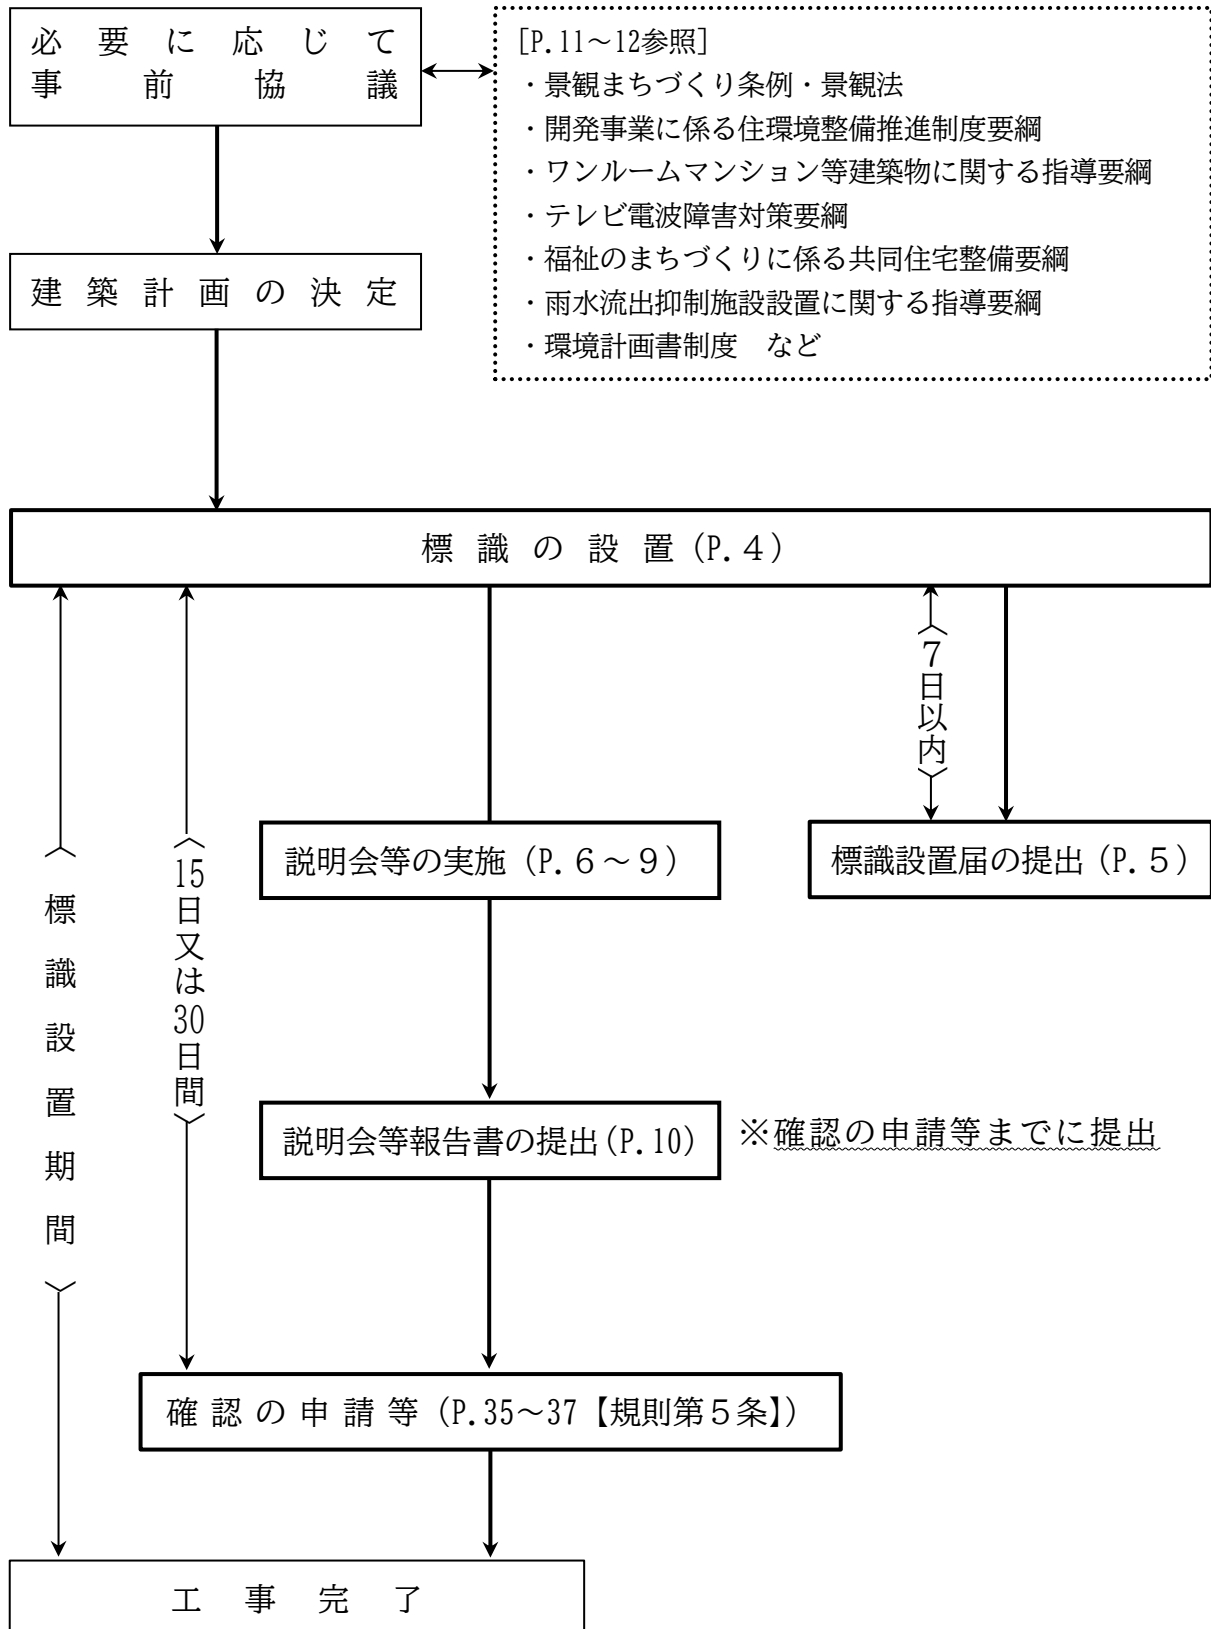 必要に応じて
事前協議
[P.11～12参照]
・景観まちづくり条例・景観法
・開発事業に係る住環境整備推進制度要綱
・ワンルームマンション等建築物に関する指導要綱
・テレビ電波障害対策要綱
・福祉のまちづくりに係る共同住宅整備要綱
・雨水流出抑制施設設置に関する指導要綱
・環境計画書制度　など
建築計画の決定
標識の設置(P.４)
〈７日以内〉
説明会等の実施(P.６～９)
標識設置届の提出(P.５)
〈15日又は30日間〉
〈標識設置期間〉
説明会等報告書の提出(P.10)
※確認の申請等までに提出
確認の申請等(P.35～37【規則第５条】)
工事完了